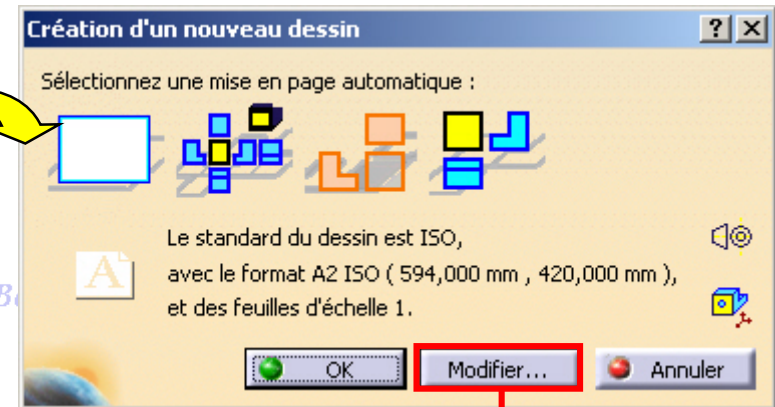 Création d'un nouveau dessin
Sélectionnez une mise en page automatique :
Le standard du dessin est ISO,
avec le format A2 ISO ( 594,000 mm , 420,000 mm ),
et des feuilles d'échelle 1.
OK Modifier... Annuler